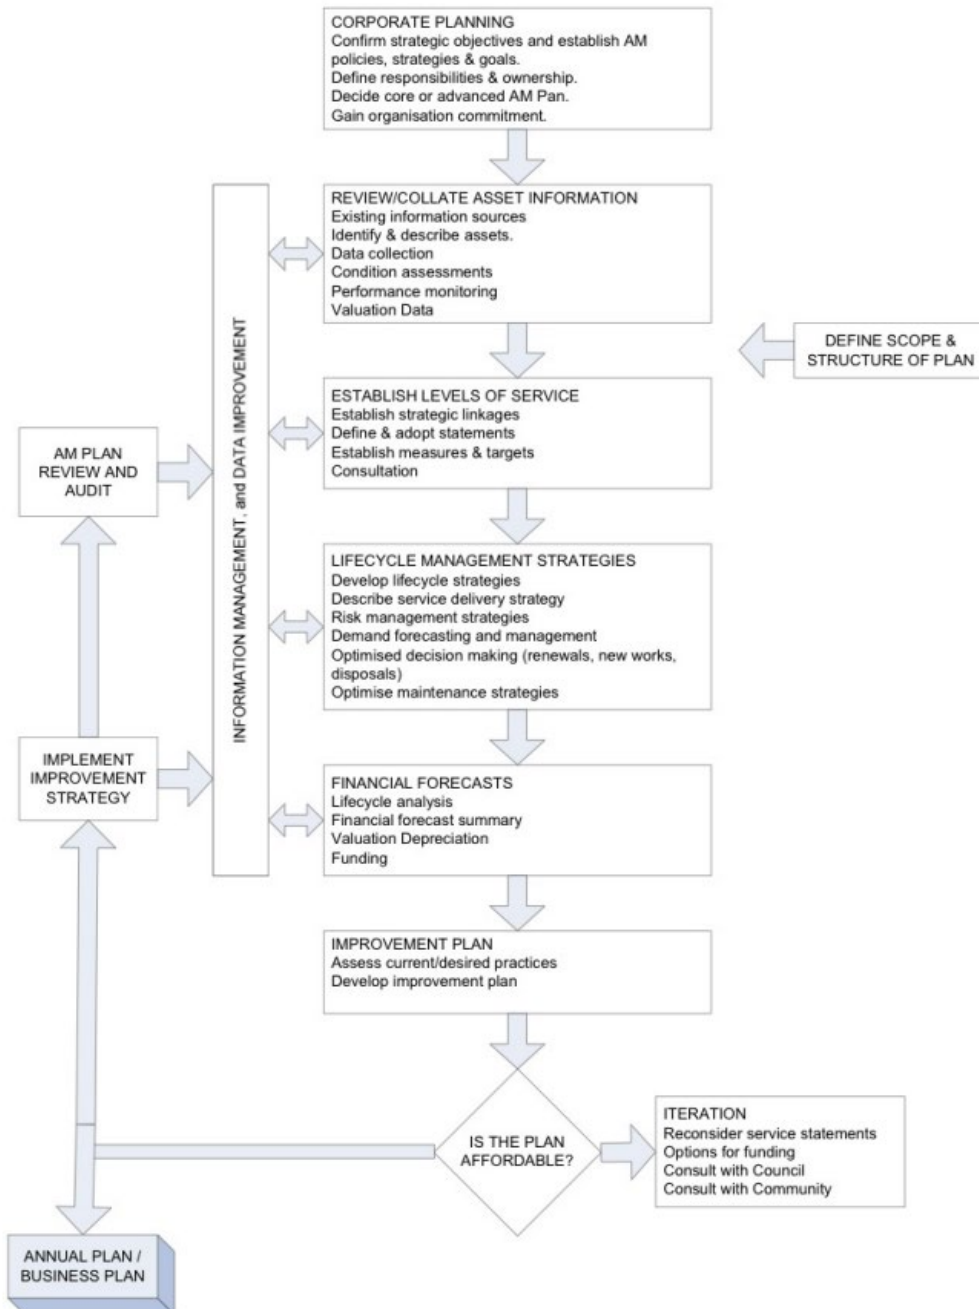 CORPORATE PLANNING
Confirm strategic objectives and establish AM
policies, strategies & goals.
Define responsibilities & ownership.
Decide core or advanced AM Pan.
Gain organisation commitment.
REVIEW/COLLATE ASSET INFORMATION
Existing information sources
Identify & describe assets.
Data collection
Condition assessments
Performance monitoring
Valuation Data
DEFINE SCOPE &
STRUCTURE OF PLAN
INFORMATION MANAGEMENT, and DATA IMPROVEMENT
ESTABLISH LEVELS OF SERVICE
Establish strategic linkages
Define & adopt statements
Establish measures & targets
Consultation
AM PLAN
REVIEW AND
AUDIT
LIFECYCLE MANAGEMENT STRATEGIES
Develop lifecycle strategies
Describe service delivery strategy
Risk management strategies
Demand forecasting and management
Optimised decision making (renewals, new works,
disposals)
Optimise maintenance strategies
IMPLEMENT
IMPROVEMENT
STRATEGY
FINANCIAL FORECASTS
Lifecycle analysis
Financial forecast summary
Valuation Depreciation
Funding
IMPROVEMENT PLAN
Assess current/desired practices
Develop improvement plan
IS THE PLAN
AFFORDABLE?
ITERATION
Reconsider service statements
Options for funding
Consult with Council
Consult with Community
ANNUAL PLAN /
BUSINESS PLAN